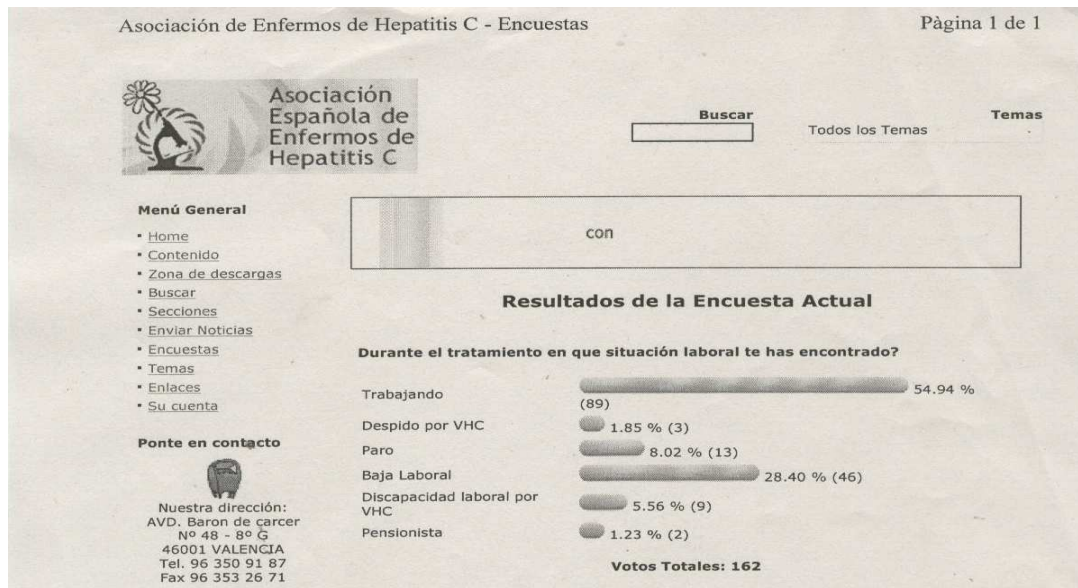 Asociación de Enfermos de Hepatitis C - Encuestas
Pàgina 1 de 1
Asociación
Española de
Enfermos de
Hepatitis C
Buscar
Temas
Todos los Temas
Menú General
Home
Contenido
Zona de descargas
Buscar
Secciones
Enviar Noticias
Encuestas
Temas
Enlaces
Su cuenta
Ponte en contacto
Nuestra dirección:
AVD. Baron de carcer
Nº 48 - 8º G
46001 VALENCIA
Tel. 96 350 91 87
Fax 96 353 26 71
con
Resultados de la Encuesta Actual
Durante el tratamiento en que situación laboral te has encontrado?
Trabajando 54.94 %
(89)
Despido por VHC 1.85 % (3)
Paro 8.02 % (13)
Baja Laboral 28.40 % (46)
Discapacidad laboral por
VHC 5.56 % (9)
Pensionista 1.23 % (2)
Votos Totales: 162